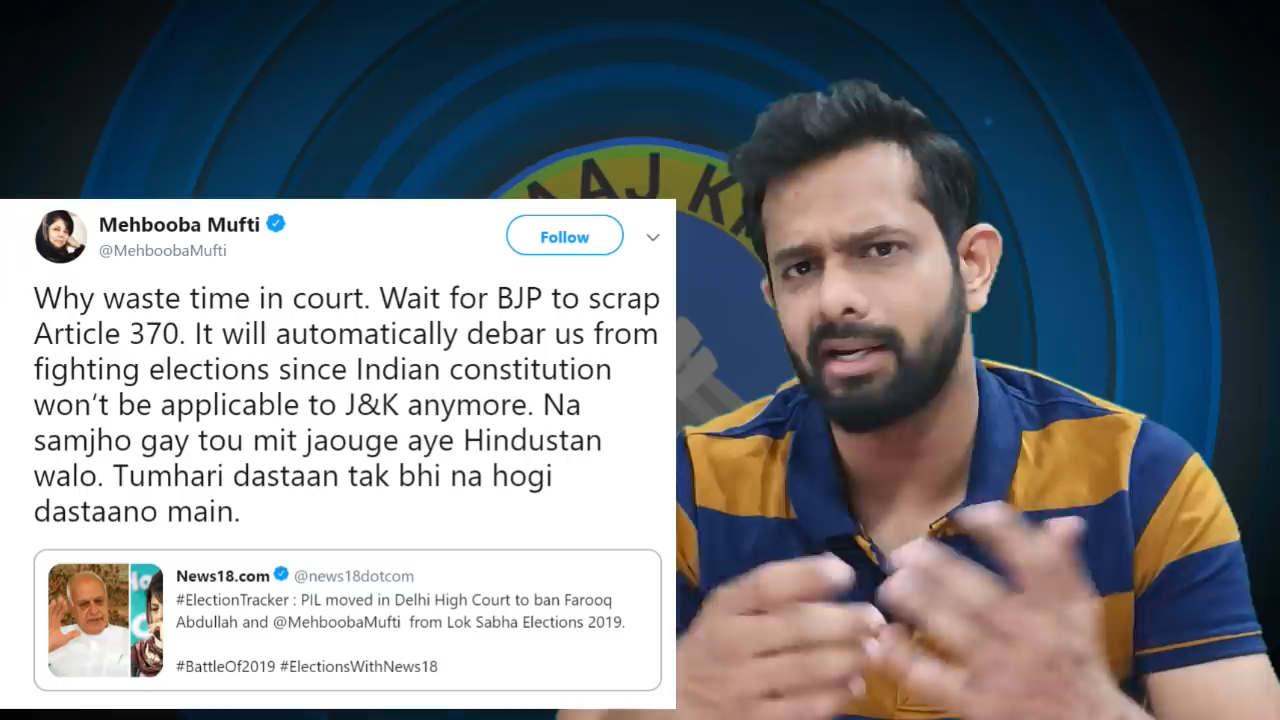 AAJ K
Mehbooba Mufti
@MehboobaMufti
Follow
Why waste time in court. Wait for BJP to scrap
Article 370. It will automatically debar us from
fighting elections since Indian constitution
won‘t be applicable to J&K anymore. Na
samjho gay tou mit jaouge aye Hindustan
walo. Tumhari dastaan tak bhi na hogi
dastaano main.
News18.com @news18dotcom
#ElectionTracker : PIL moved in Delhi High Court to ban Farooq
Abdullah and @MehboobaMufti from Lok Sabha Elections 2019.
#BattleOf2019 #ElectionsWithNews18